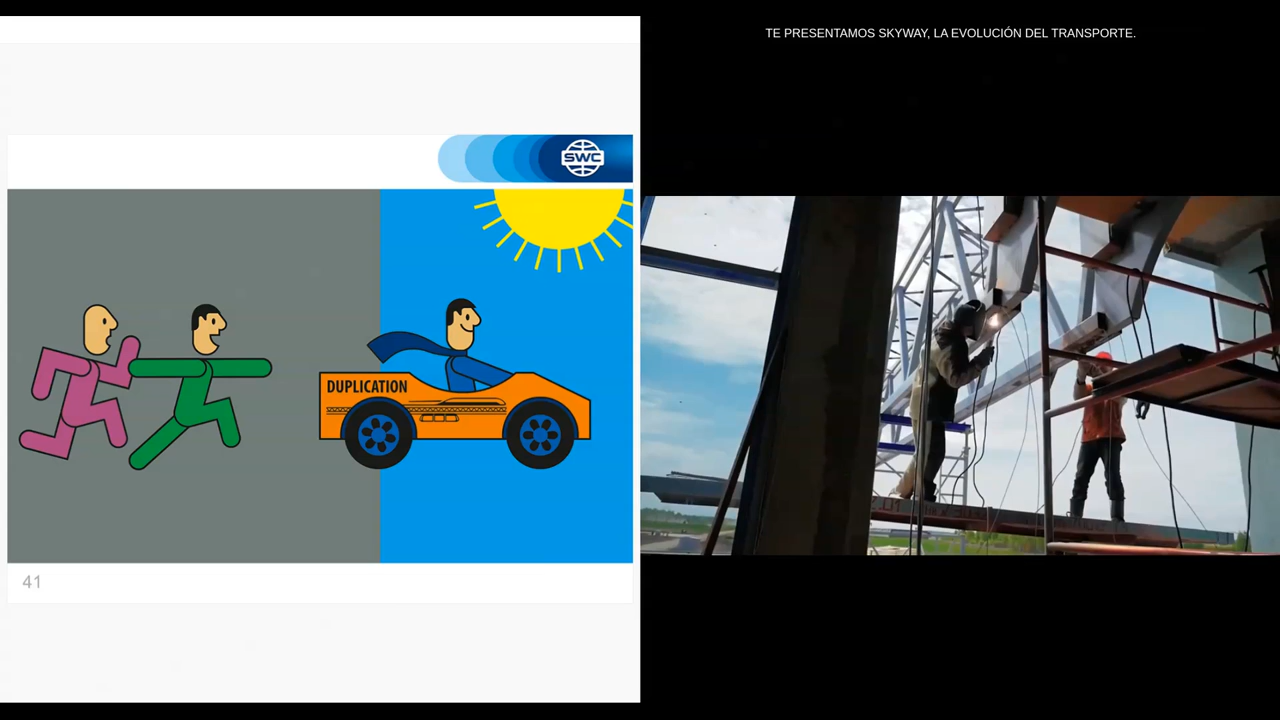 TE PRESENTAMOS SKYWAY, LA EVOLUCIÓN DEL TRANSPORTE.
SWC
DUPLICATION
41